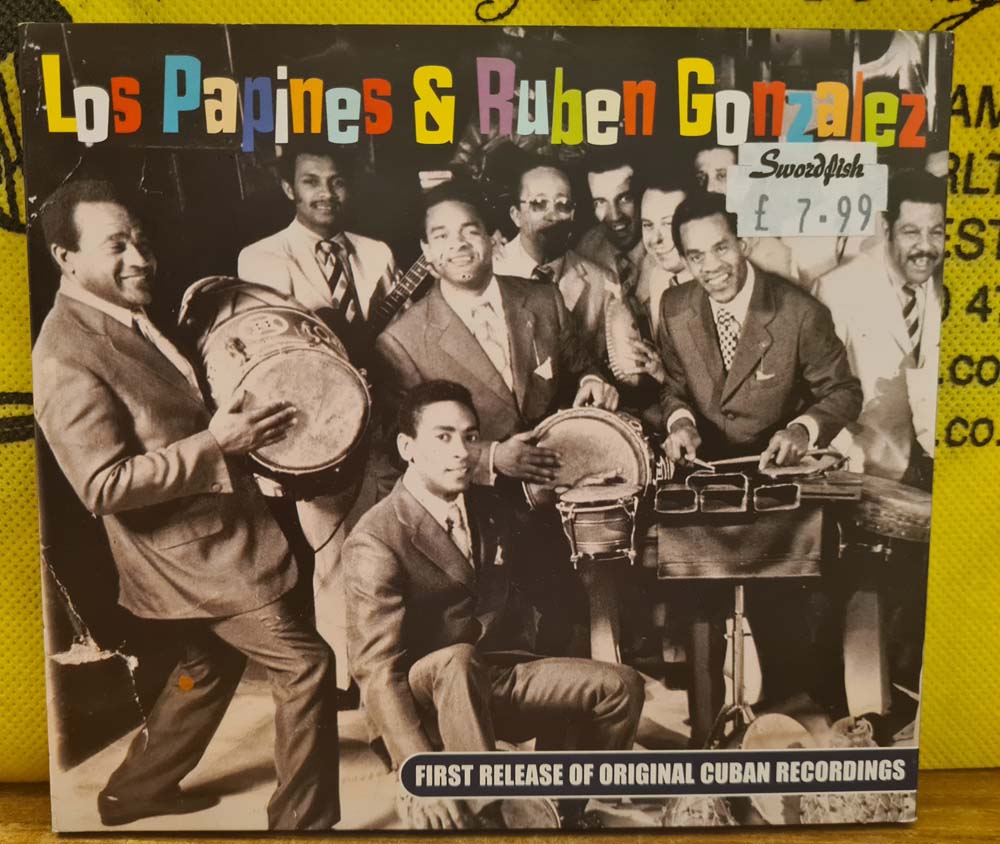 Los Papines & Ruben Gonzalez
Swordfish
£ 7.99
FIRST RELEASE OF ORIGINAL CUBAN RECORDINGS